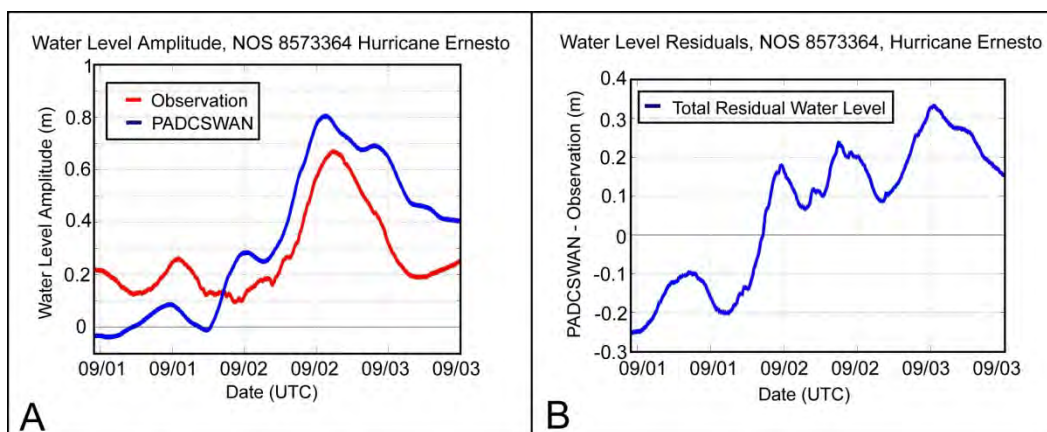 Water Level Amplitude, NOS 8573364 Hurricane Ernesto
1
0.8
0.6
0.4
0.2
0
Water Level Amplitude (m)
Observation
PADCSWAN
09/01 09/01 09/02 09/02 09/03 09/03
Date (UTC)
A
Water Level Residuals, NOS 8573364, Hurricane Ernesto
0.4
0.3
0.2
0.1
0
-0.1
-0.2
-0.3
PADCSWAN - Observation (m)
Total Residual Water Level
09/01 09/01 09/02 09/02 09/03 09/03
Date (UTC)
B